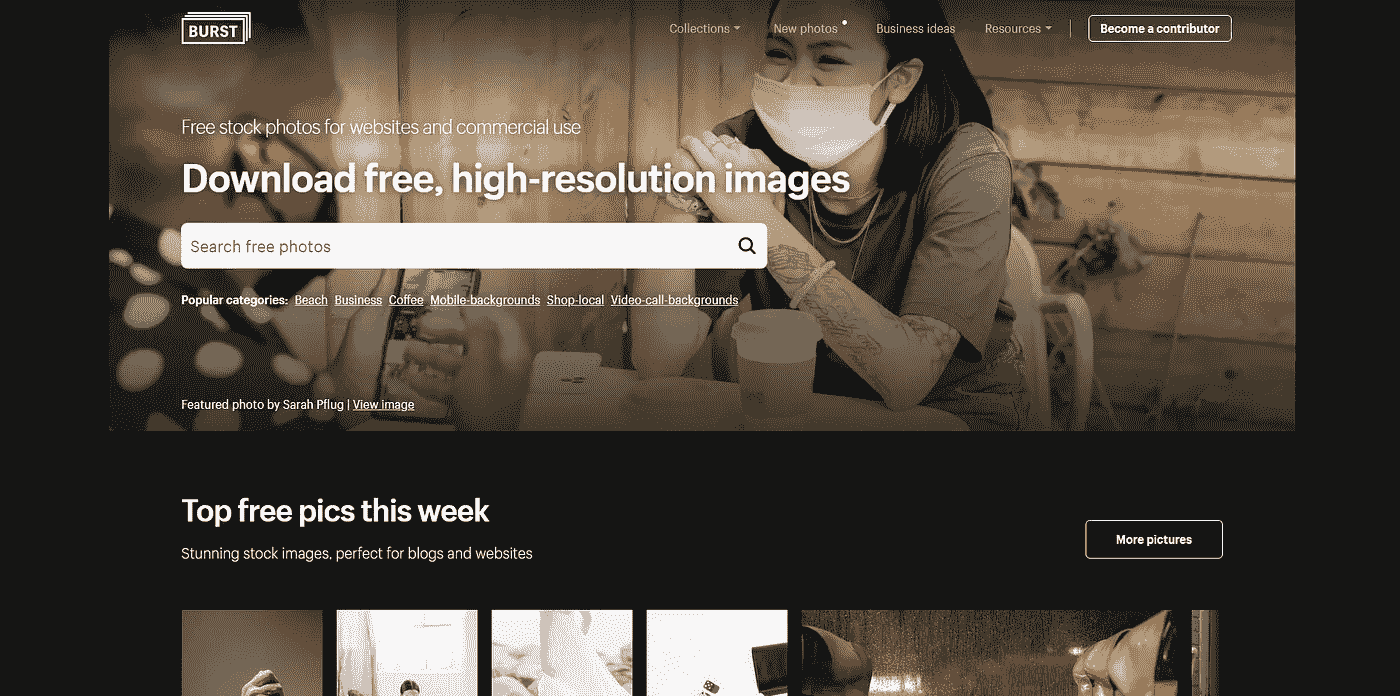 BURST
Collections
New photos
Business ideas
Resources
Become a contributor
Free stock photos for websites and commercial use
Download free, high-resolution images
Search free photos
Popular categories: Beach Business Coffee Mobile-backgrounds Shop-local Video-call-backgrounds
Featured photo by Sarah Pflug | View image
Top free pics this week
Stunning stock images, perfect for blogs and websites
More pictures